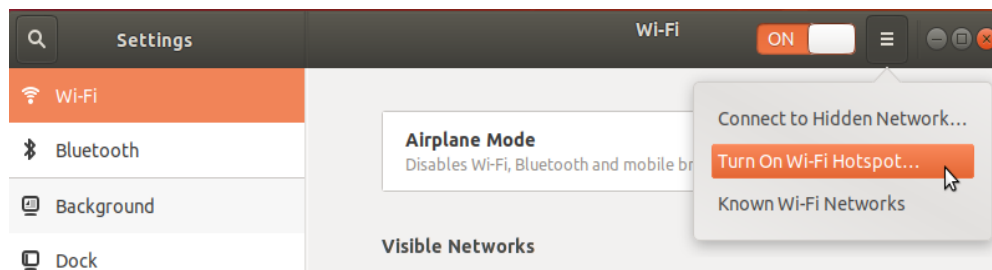 Settings
Wi-Fi
ON
Wi-Fi
Bluetooth
Background
Dock
Airplane Mode
Disables Wi-Fi, Bluetooth and mobile br
Visible Networks
Connect to Hidden Network…
Turn On Wi-Fi Hotspot…
Known Wi-Fi Networks